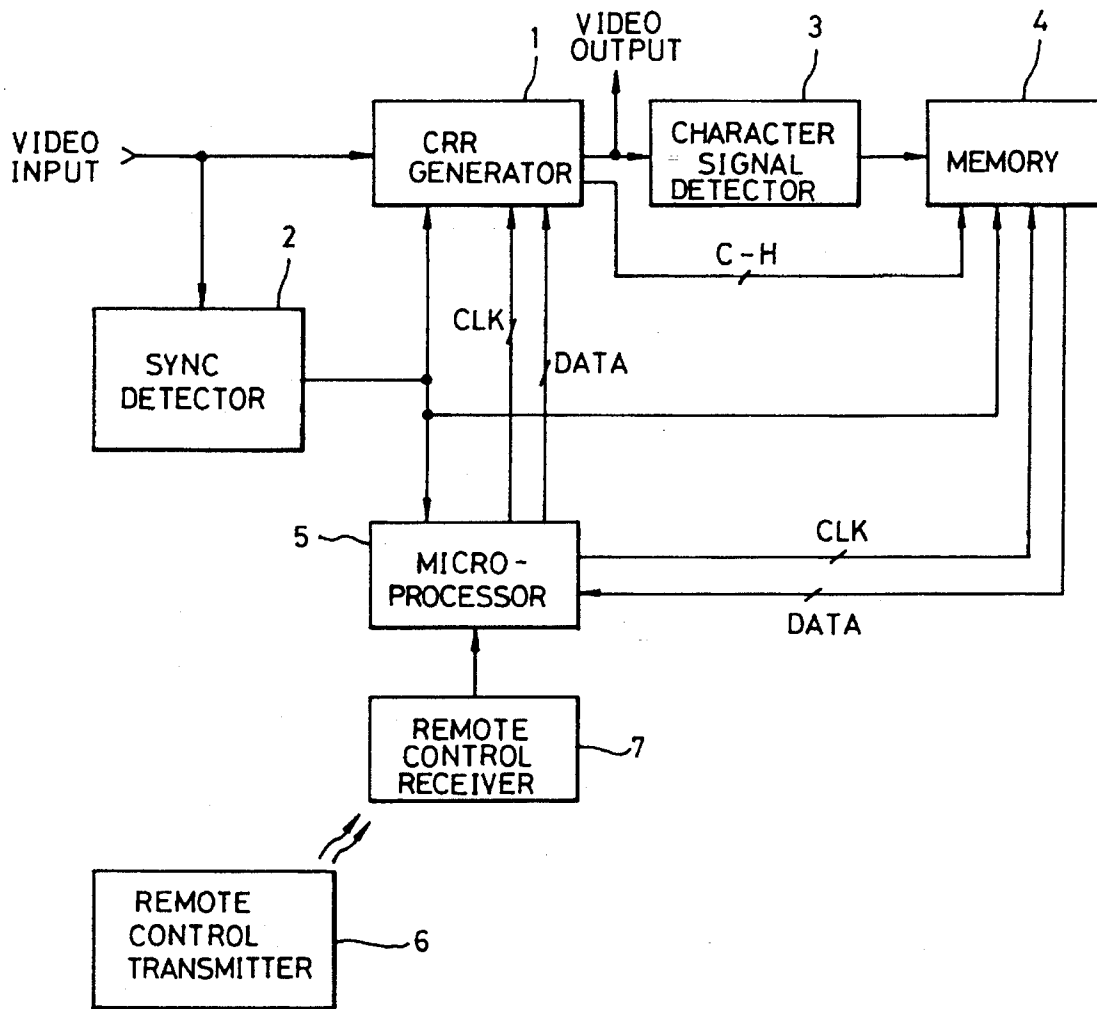 VIDEO
OUTPUT
1
3
4
VIDEO
INPUT
CRR
GENERATOR
CHARACTER
SIGNAL
DETECTOR
MEMORY
2
C-H
SYNC
DETECTOR
CLK
DATA
5
MICRO-
PROCESSOR
CLK
DATA
REMOTE
CONTROL
RECEIVER
7
REMOTE
CONTROL
TRANSMITTER
6